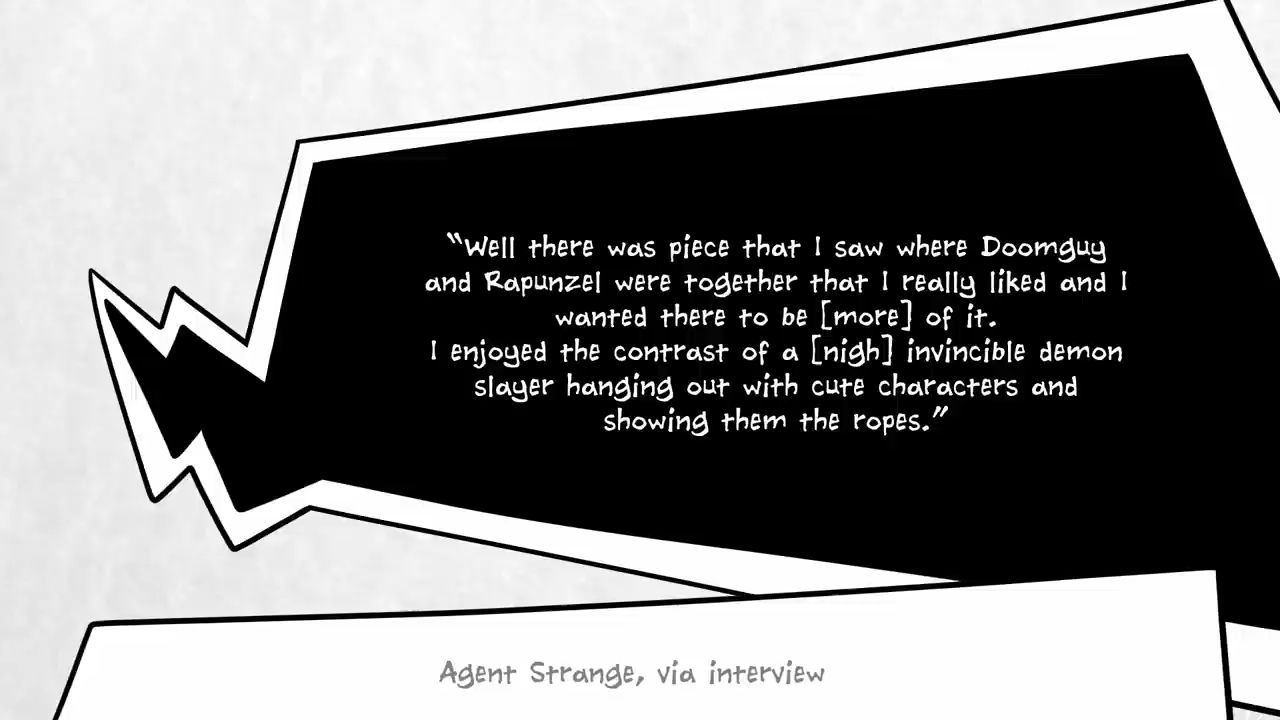 “Well there was piece that I saw where Doomguy
and Rapunzel were together that I really liked and I
wanted there to be [more] of it.
I enjoyed the contrast of a [nigh] invincible demon
slayer hanging out with cute characters and
showing them the ropes.”
Agent Strange, via interview